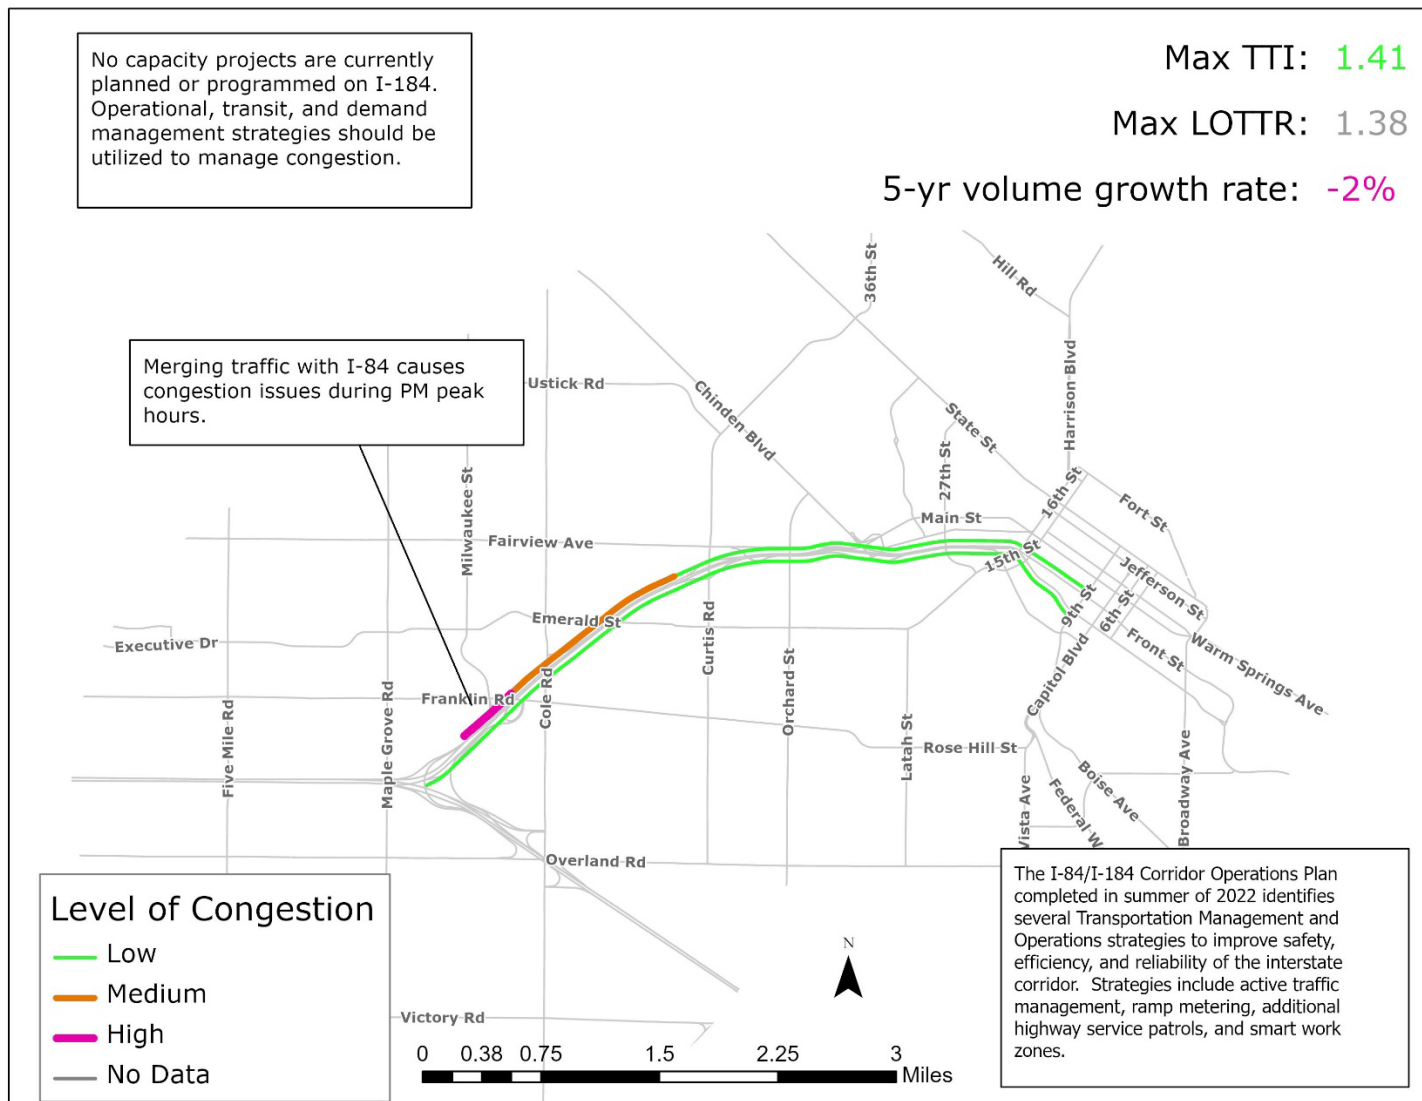 No capacity projects are currently
planned or programmed on I-184.
Operational, transit, and demand
management strategies should be
utilized to manage congestion.
Max TTI: 1.41
Max LOTTR: 1.38
5-yr volume growth rate: -2%
Merging traffic with I-84 causes
congestion issues during PM peak
hours.
36th St
Hill Rd
Harrison Blvd
Ustick Rd
Chinden Blvd
State St
27th St
Milwaukee St
16th St
Fort St
Main St
Fairview Ave
15th St
Jefferson St
9th St
6th St
Emerald St
Executive Dr
Curtis Rd
Front St
Warm Springs Ave
Capitol Blvd
Franklin Rd
Cole Rd
Orchard St
Maple Grove Rd
Five Mile Rd
Latah St
Rose Hill St
Boise Ave
Federal W
Vista Ave
Broadway Ave
Overland Rd
Victory Rd
The I-84/I-184 Corridor Operations Plan
completed in summer of 2022 identifies
several Transportation Management and
Operations strategies to improve safety,
efficiency, and reliability of the interstate
corridor.  Strategies include active traffic
management, ramp metering, additional
highway service patrols, and smart work
zones.
Level of Congestion
Low
Medium
High
No Data
N
0 0.38 0.75 1.5 2.25 3
Miles